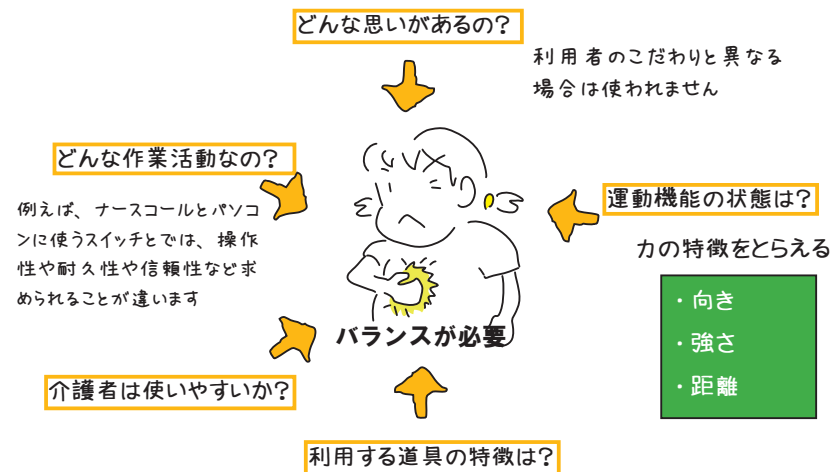 どんな思いがあるの?
利用者のこだわりと異なる
場合は使われません
どんな作業活動なの?
例えば、ナースコールとパソコ
ンに使うスイッチとでは、操作
性や耐久性や信頼性など求
められることが違います
運動機能の状態は?
力の特徴をとらえる
・向き
・強さ
・距離
バランスが必要
介護者は使いやすいか?
利用する道具の特徴は?